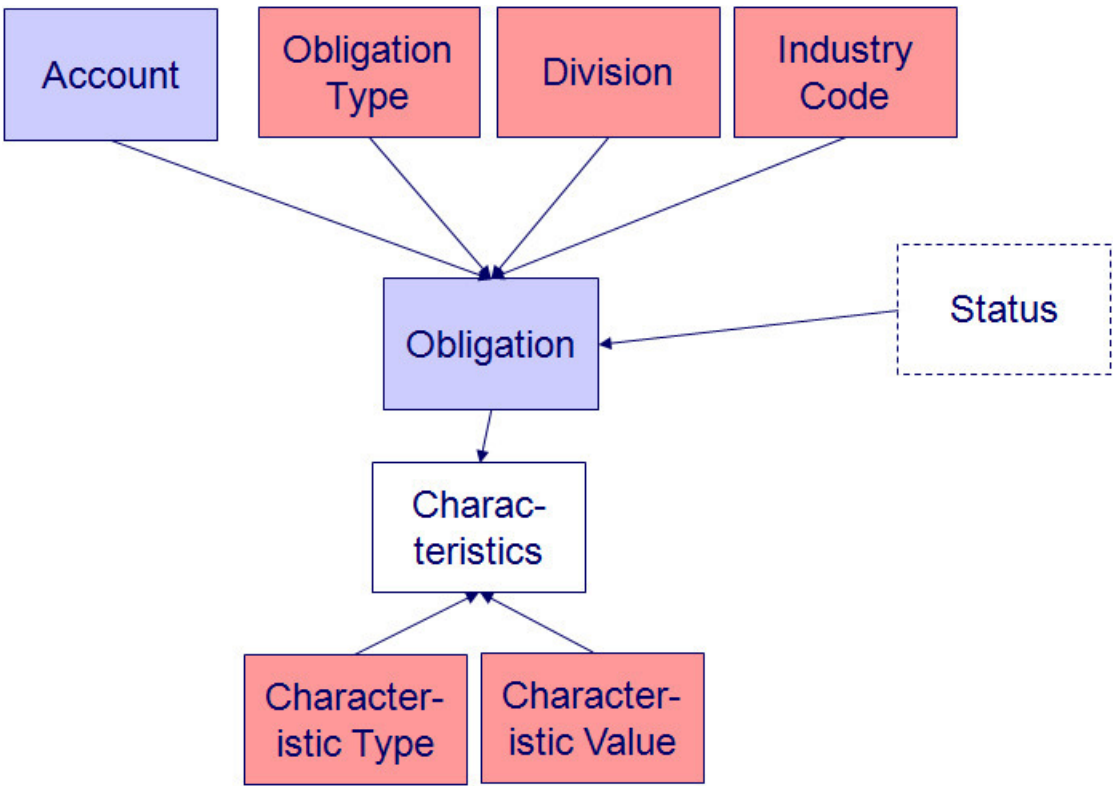 Account
Obligation
Type
Division
Industry
Code
Status
Obligation
Charac-
teristics
Character-
istic Type
Character-
istic Value